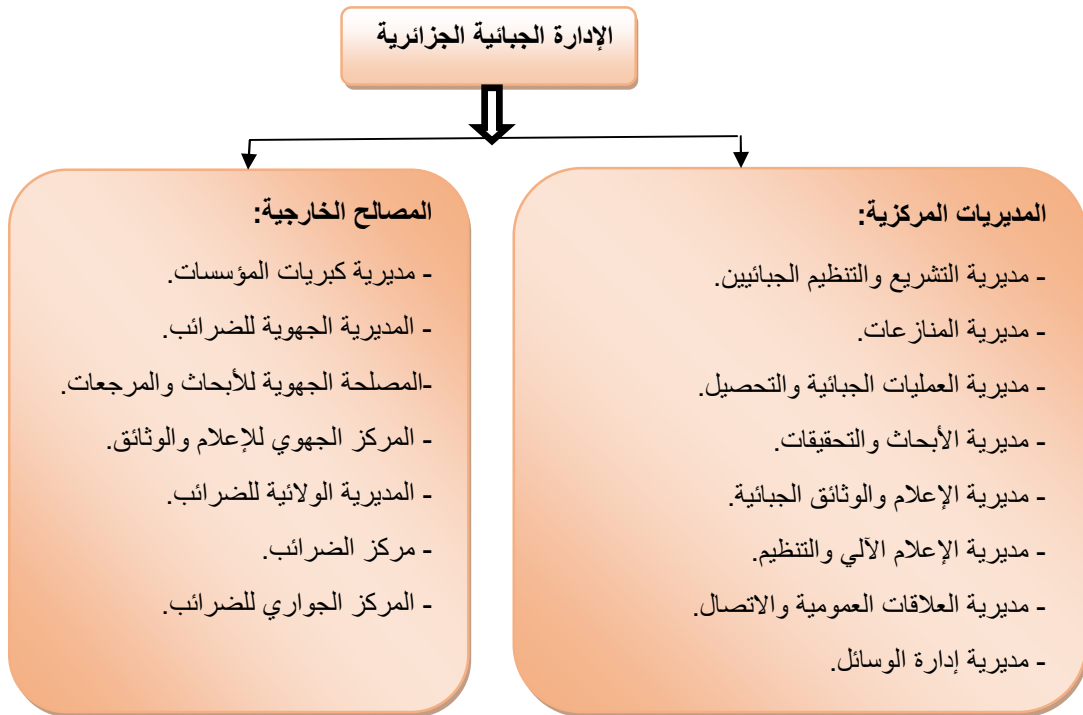 الإدارة الجبائية الجزائرية
المديريات المركزية:
- مديرية التشريع والتنظيم الجبائيين.
- مديرية المنازعات.
- مديرية العمليات الجبائية والتحصيل.
- مديرية الأبحاث والتحقيقات.
- مديرية الإعلام والوثائق الجبائية.
- مديرية الإعلام الآلي والتنظيم.
- مديرية العلاقات العمومية والاتصال.
- مديرية إدارة الوسائل.
المصالح الخارجية:
- مديرية كبريات المؤسسات.
- المديرية الجهوية للضرائب.
-المصلحة الجهوية للأبحاث والمرجعات.
- المركز الجهوي للإعلام والوثائق.
- المديرية الولائية للضرائب.
- مركز الضرائب.
- المركز الجواري للضرائب.